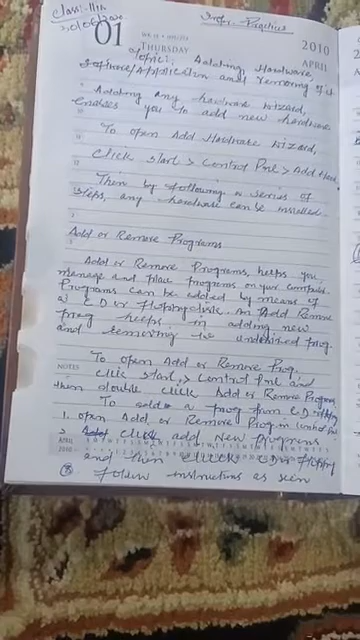 Class: IIIA
Infor. Practice
01
THURSDAY
2010
APRIL
Topic: Adding Hardware,
Software/Application and removing of it
Adding Any hardware wizard,
enables you to add new hardware
To open Add Hardware wizard,
Click start > Control Pnl > Add Hard.
Then by following a series of
steps, any hardware can be installed.
Add or Remove Programs
Add or Remove Programs, helps you
manage and place programs on your computer.
Programs can be added by means of
a C.D or Floppy disk. An Add Remove
prog helps in adding new
and removing the undesired prog.
NOTES
To open Add or Remove Prog.
Click start > Control Pnl and
then double click Add or Remove Programs
To add a prog from C.D or floppy
1. open Add or Remove Prog in control pnl
2. click add New Programs
APRIL
2010
and then click CD or Floppy
3 Follow instructions as seen